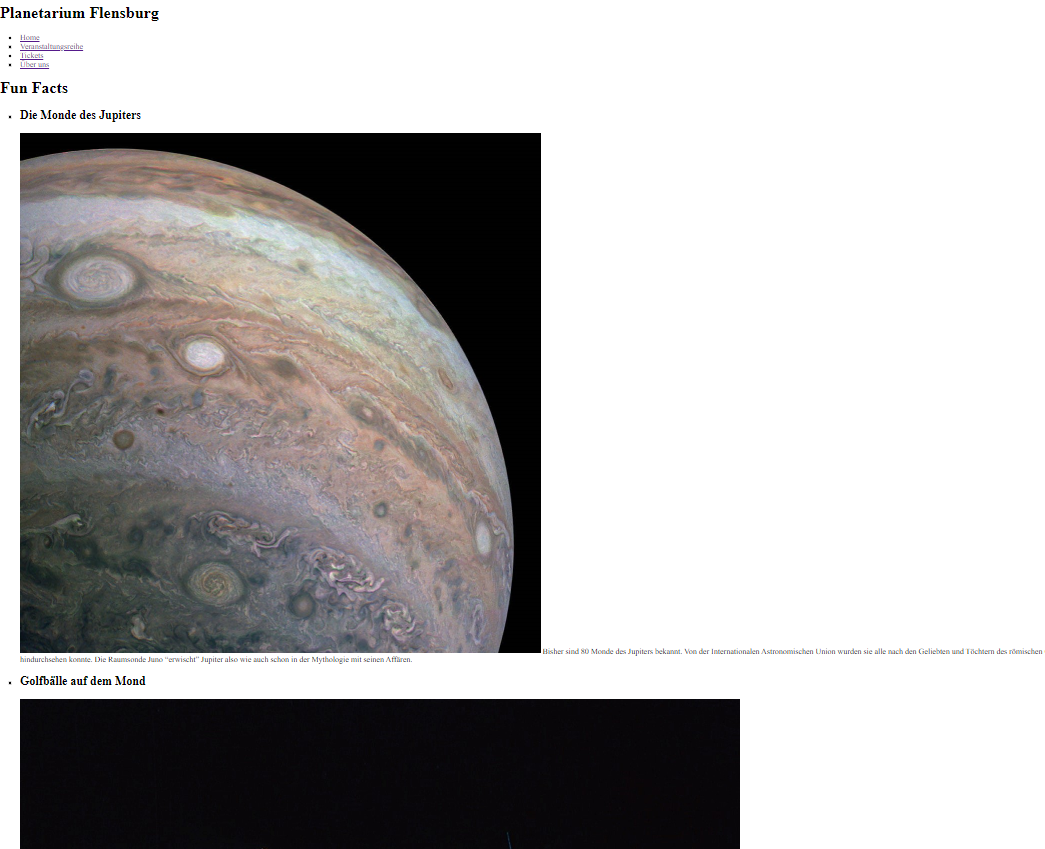 Planetarium Flensburg
Home
Veranstaltungsreihe
Tickets
Über uns
Fun Facts
Die Monde des Jupiters
Bisher sind 80 Monde des Jupiters bekannt. Von der Internationalen Astronomischen Union wurden sie alle nach den Geliebten und Töchtern des römischen
hindurchsehen konnte. Die Raumsonde Juno “erwischt” Jupiter also wie auch schon in der Mythologie mit seinen Affären.
Golfbälle auf dem Mond